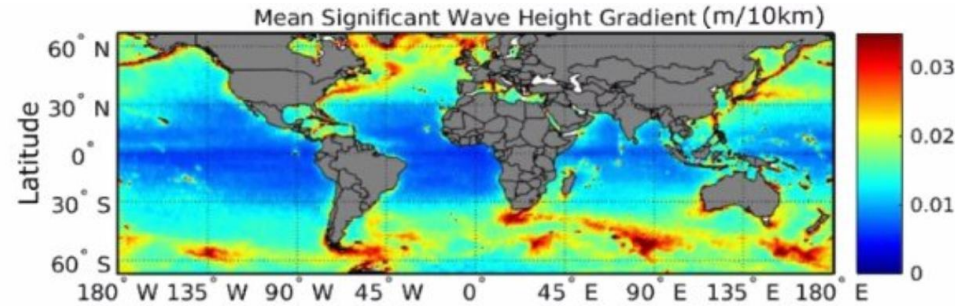 Mean Significant Wave Height Gradient (m/10km)
60° N
30° N
0°
30° S
60° S
Latitude
0.03
0.02
0.01
0
180° W 135° W 90° W 45° W 0° 45° E 90° E 135° E 180° E